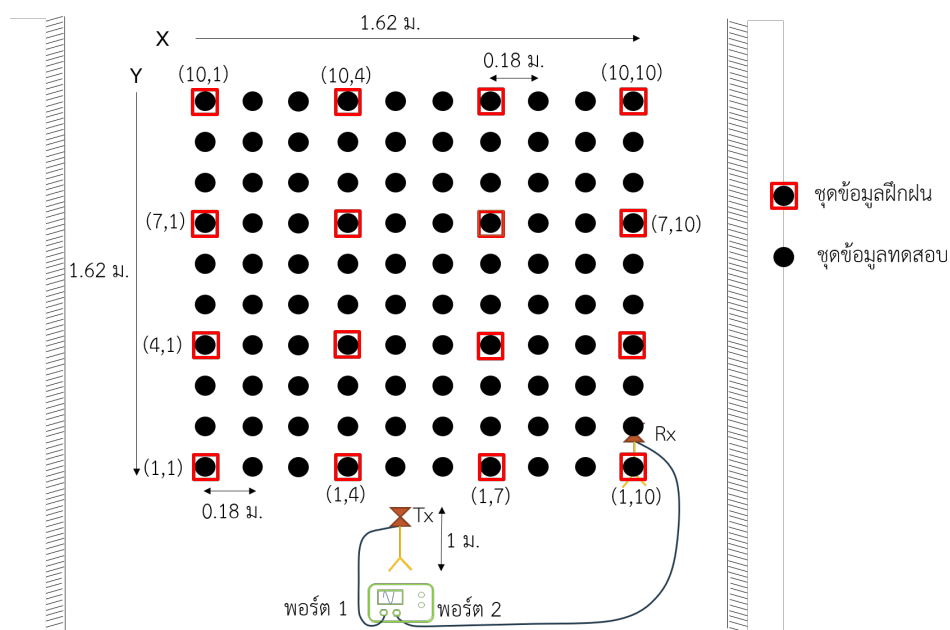 1.62 ม.
X
0.18 ม.
Y
(10,1)
(10,4)
(10,10)
ชุดข้อมูลฝึกฝน
(7,1)
(7,10)
ชุดข้อมูลทดสอบ
1.62 ม.
(4,1)
Rx
(1,1)
(1,4)
(1,7)
(1,10)
0.18 ม.
Tx
1 ม.
พอร์ต 1
พอร์ต 2